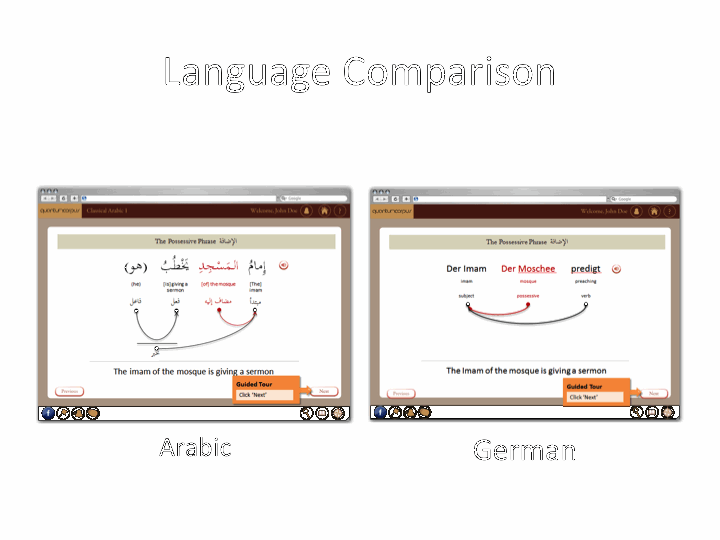 Language Comparison
Google
Classical Arabic 1
Welcome, John Doe
The Possessive Phrase الإضافة
إمامُ المَسْجِدِ يَخْطُبُ (هو)
(he) [is] giving a sermon [of] the mosque [The] imam
فاعل فعل مضاف إليه مبتدأ
خبر
The imam of the mosque is giving a sermon
Guided Tour
Click 'Next'
Previous
Next
Arabic
Google
Welcome, John Doe
The Possessive Phrase الإضافة
Der Imam Der Moschee predigt
imam mosque preaching
subject possessive verb
The Imam of the mosque is giving a sermon
Guided Tour
Click 'Next'
Previous
Next
German